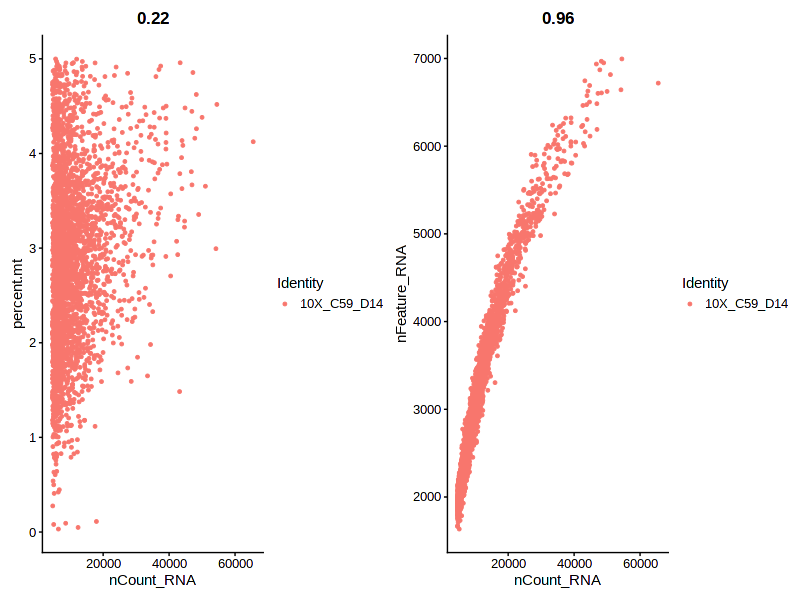 0.22
percent.mt
5
4
3
2
1
0
20000 40000 60000
nCount_RNA
Identity
10X_C59_D14
0.96
nFeature_RNA
7000
6000
5000
4000
3000
2000
20000 40000 60000
nCount_RNA
Identity
10X_C59_D14